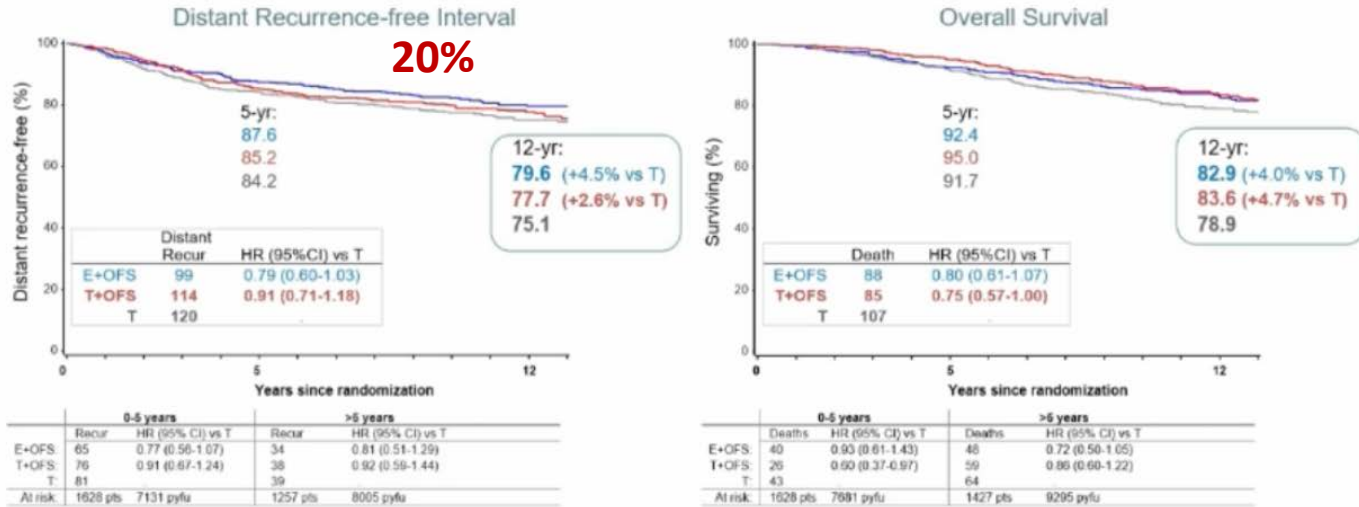 Distant Recurrence-free Interval
20%
Distant recurrence-free (%)
100
80
60
40
20
0
5-yr:
87.6
85.2
84.2
12-yr:
79.6 (+4.5% vs T)
77.7 (+2.6% vs T)
75.1
Distant
Recur HR (95%CI) vs T
E+OFS 99 0.79 (0.60-1.03)
T+OFS 114 0.91 (0.71-1.18)
T 120
0 5 12
Years since randomization
0-5 years >5 years
Recur HR (95% CI) vs T Recur HR (95% CI) vs T
E+OFS: 65 0.77 (0.56-1.07) 34 0.81 (0.51-1.29)
T+OFS: 76 0.91 (0.67-1.24) 38 0.92 (0.59-1.44)
T: 81 39
At risk: 1628 pts 7131 pyfu 1257 pts 8005 pyfu
Overall Survival
Surviving (%)
100
80
60
40
20
0
5-yr:
92.4
95.0
91.7
12-yr:
82.9 (+4.0% vs T)
83.6 (+4.7% vs T)
78.9
Death HR (95%CI) vs T
E+OFS 88 0.80 (0.61-1.07)
T+OFS 85 0.75 (0.57-1.00)
T 107
0 5 12
Years since randomization
0-5 years >5 years
Deaths HR (95% CI) vs T Deaths HR (95% CI) vs T
E+OFS: 40 0.93 (0.61-1.43) 48 0.72 (0.50-1.05)
T+OFS: 26 0.60 (0.37-0.97) 59 0.86 (0.60-1.22)
T: 43 64
At risk: 1628 pts 7681 pyfu 1427 pts 9295 pyfu